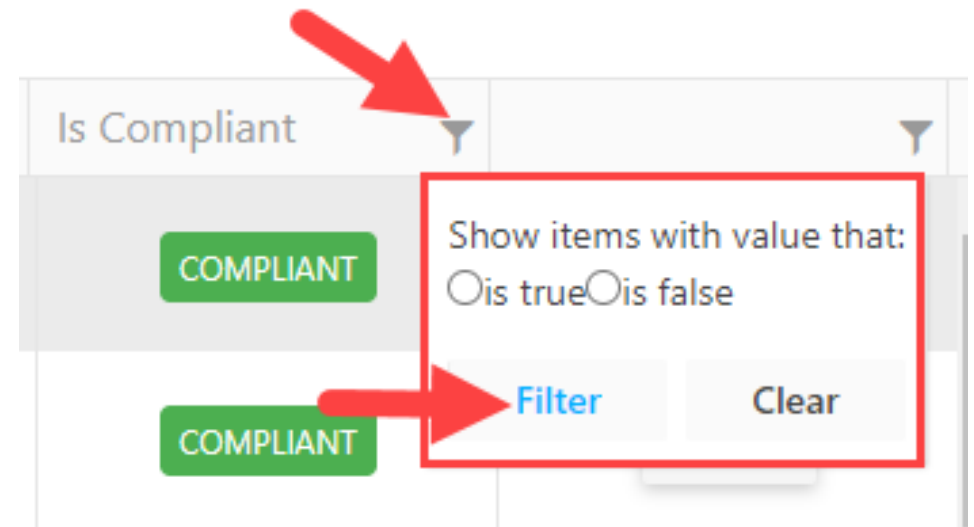 Is Compliant
COMPLIANT
Show items with value that:
is true is false
Filter Clear
COMPLIANT